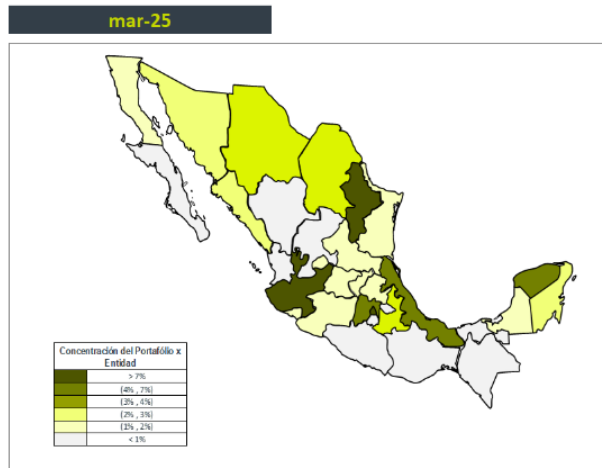 mar-25
Concentración del Portafólio x
Entidad
> 7%
(4% , 7%)
(3% , 4%)
(2% , 3%)
(1% , 2%)
< 1%